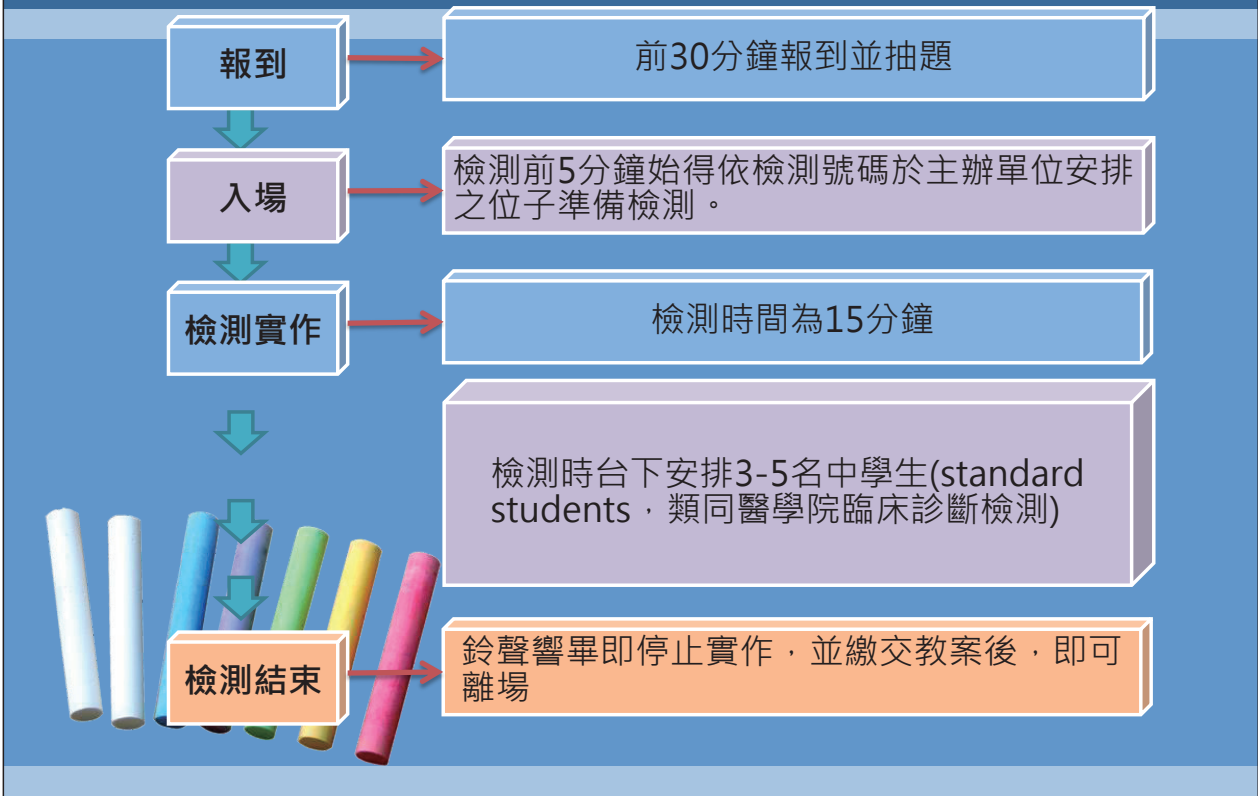 報到
前30分鐘報到並抽題
入場
檢測前5分鐘始得依檢測號碼於主辦單位安排
之位子準備檢測。
檢測實作
檢測時間為15分鐘
檢測時台下安排3-5名中學生(standard
students，類同醫學院臨床診斷檢測)
檢測結束
鈴聲響畢即停止實作，並繳交教案後，即可
離場